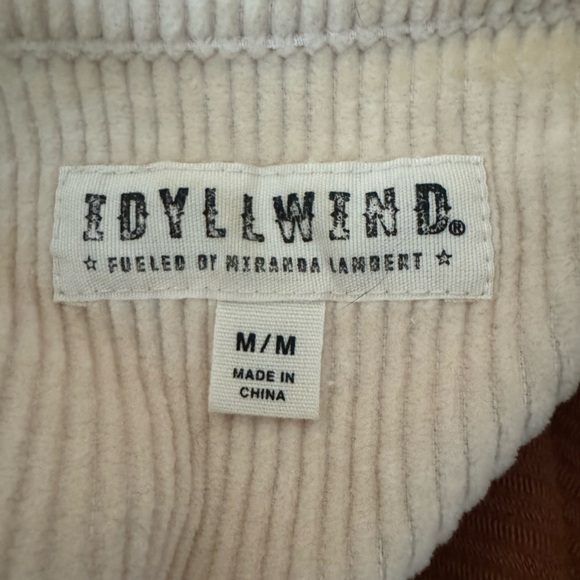 IDYLLWIND®
☆ FUELED BY MIRANDA LAMBERT ☆
M/M
MADE IN
CHINA